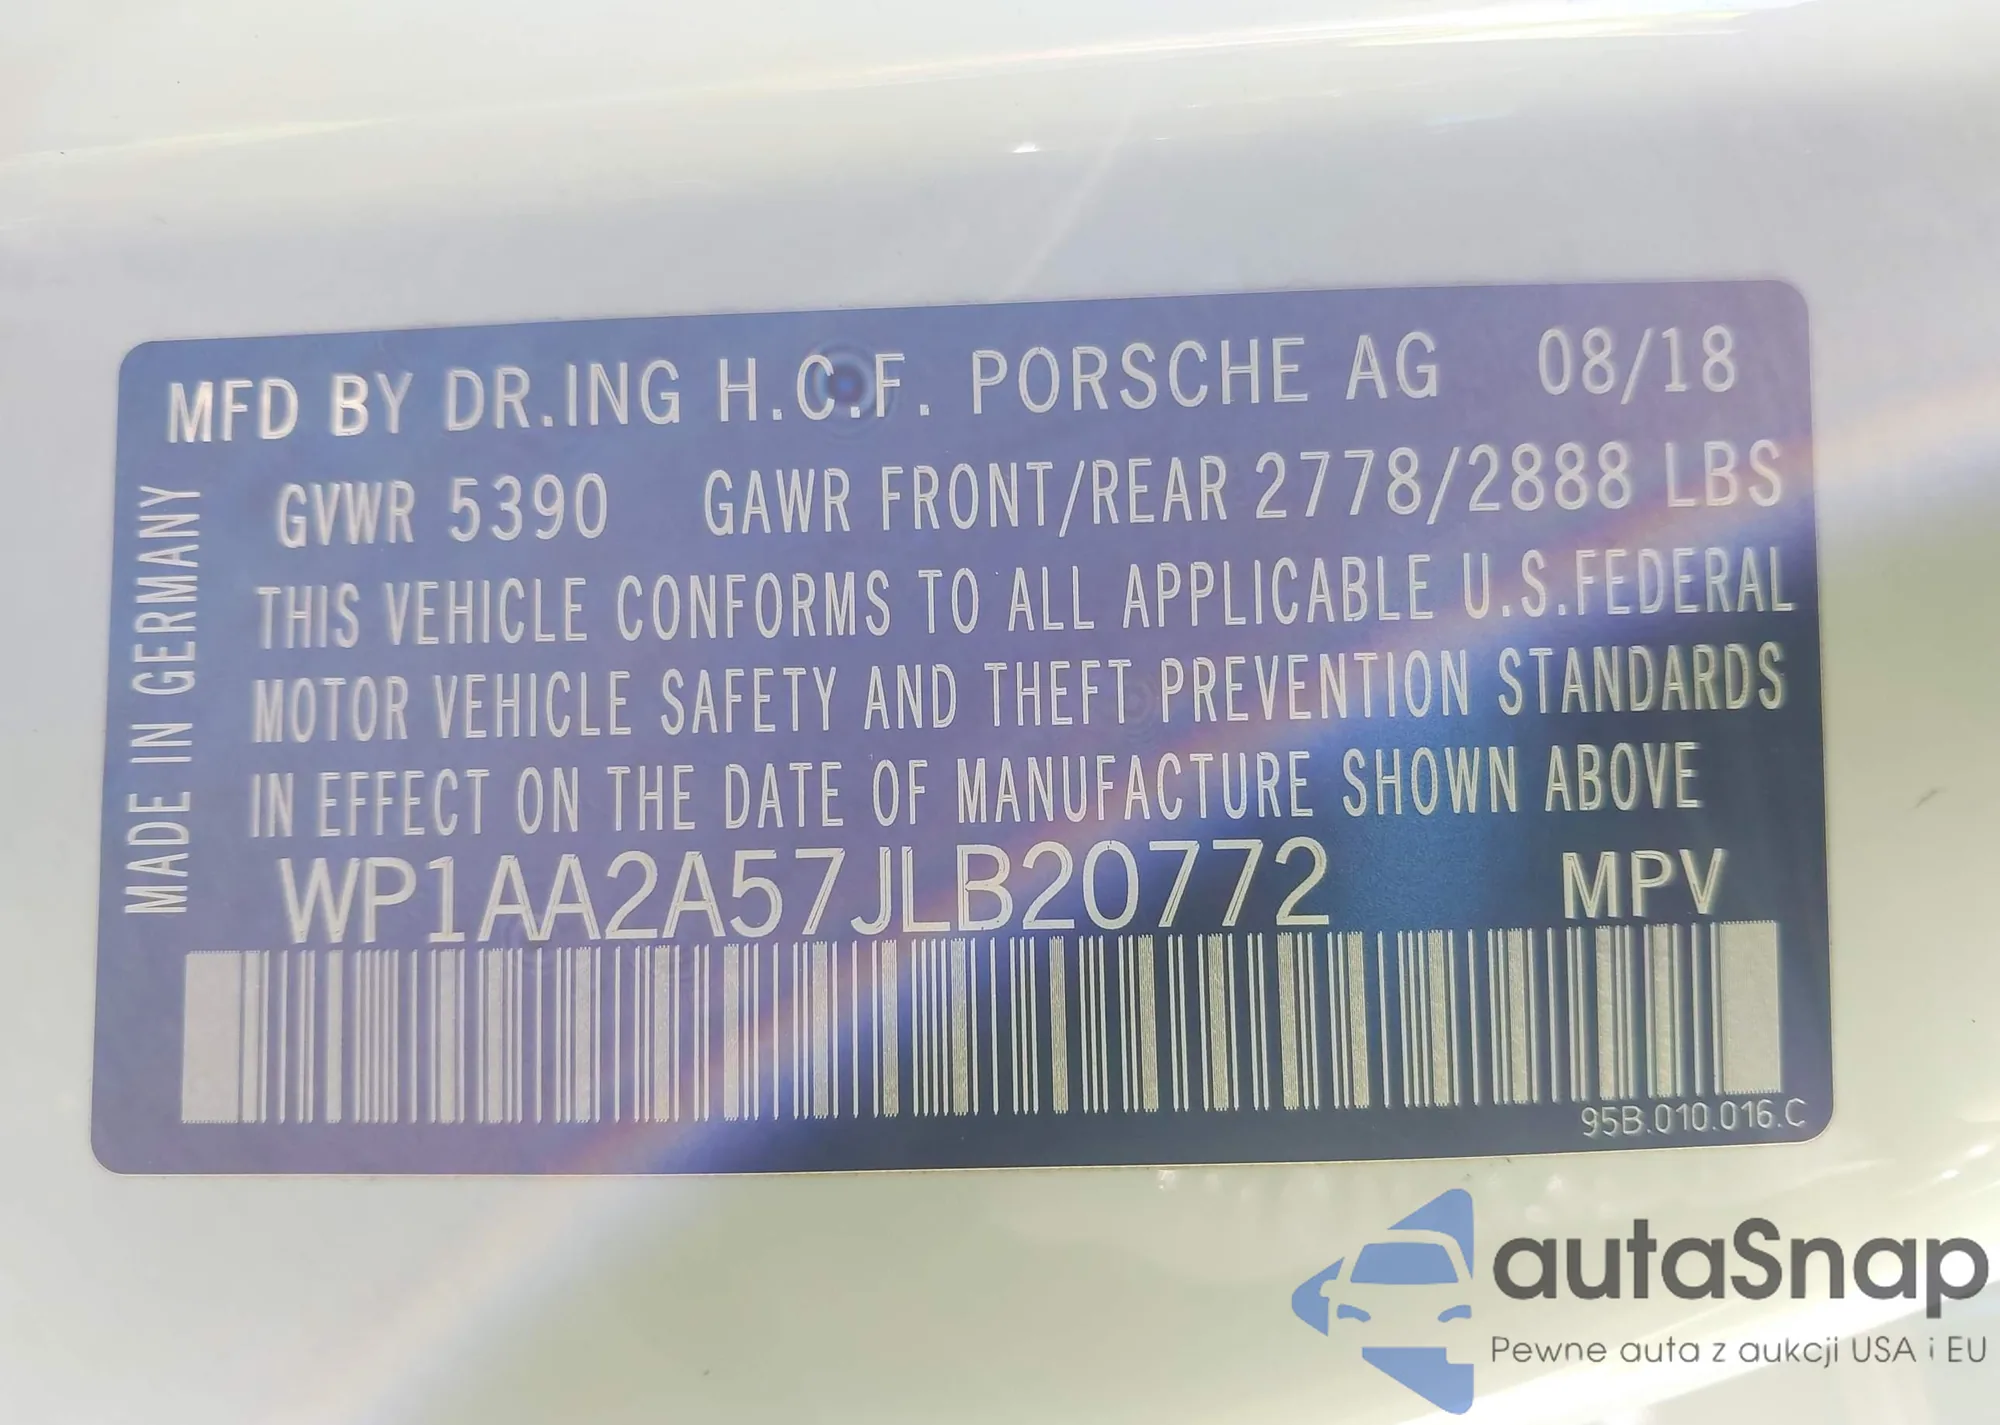 MFD BY DR.ING H.C.F. PORSCHE AG 08/18
GVWR 5390 GAWR FRONT/REAR 2778/2888 LBS
THIS VEHICLE CONFORMS TO ALL APPLICABLE U.S.FEDERAL
MOTOR VEHICLE SAFETY AND THEFT PREVENTION STANDARDS
IN EFFECT ON THE DATE OF MANUFACTURE SHOWN ABOVE
WP1AA2A57JLB20772 MPV
MADE IN GERMANY
95B.010.016.C
autaSnap
Pewne auta z aukcji USA i EU